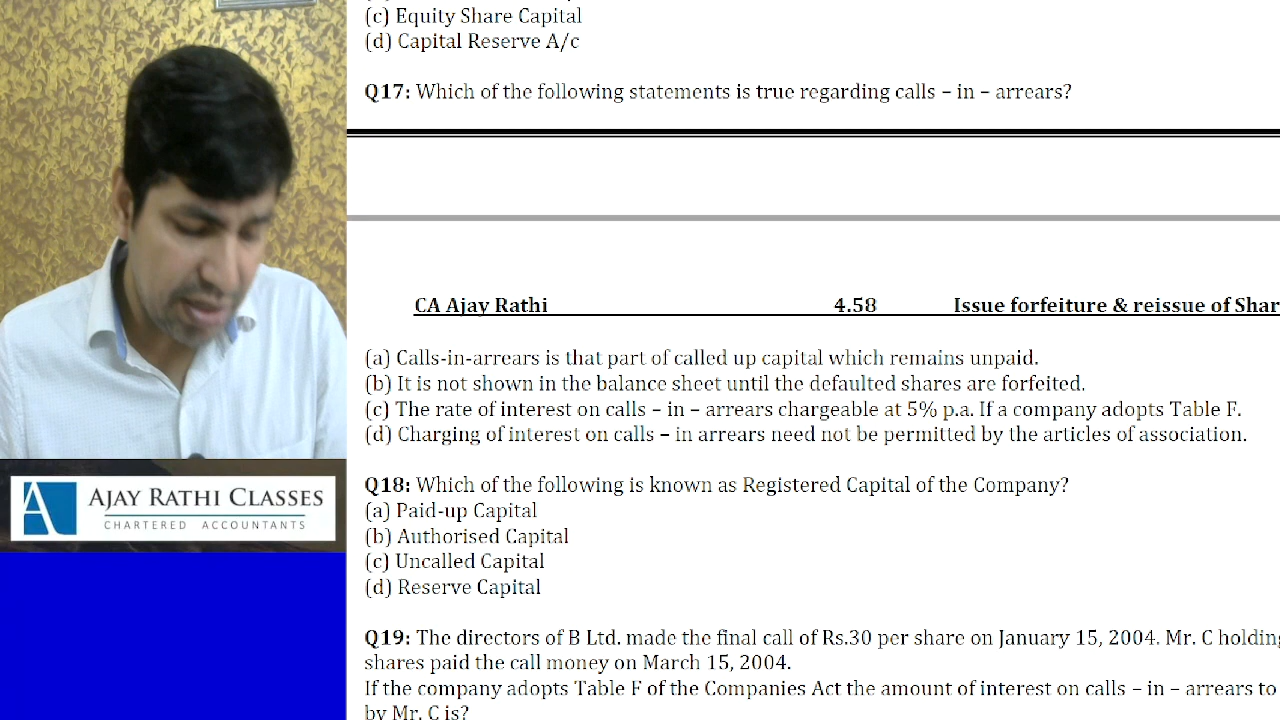 (c) Equity Share Capital
(d) Capital Reserve A/c
Q17: Which of the following statements is true regarding calls – in – arrears?
CA Ajay Rathi 4.58 Issue forfeiture & reissue of Shar
(a) Calls-in-arrears is that part of called up capital which remains unpaid.
(b) It is not shown in the balance sheet until the defaulted shares are forfeited.
(c) The rate of interest on calls – in – arrears chargeable at 5% p.a. If a company adopts Table F.
(d) Charging of interest on calls – in arrears need not be permitted by the articles of association.
Q18: Which of the following is known as Registered Capital of the Company?
(a) Paid-up Capital
(b) Authorised Capital
(c) Uncalled Capital
(d) Reserve Capital
Q19: The directors of B Ltd. made the final call of Rs.30 per share on January 15, 2004. Mr. C holding
shares paid the call money on March 15, 2004.
If the company adopts Table F of the Companies Act the amount of interest on calls – in – arrears to
by Mr. C is?
AJAY RATHI CLASSES
CHARTERED ACCOUNTANTS